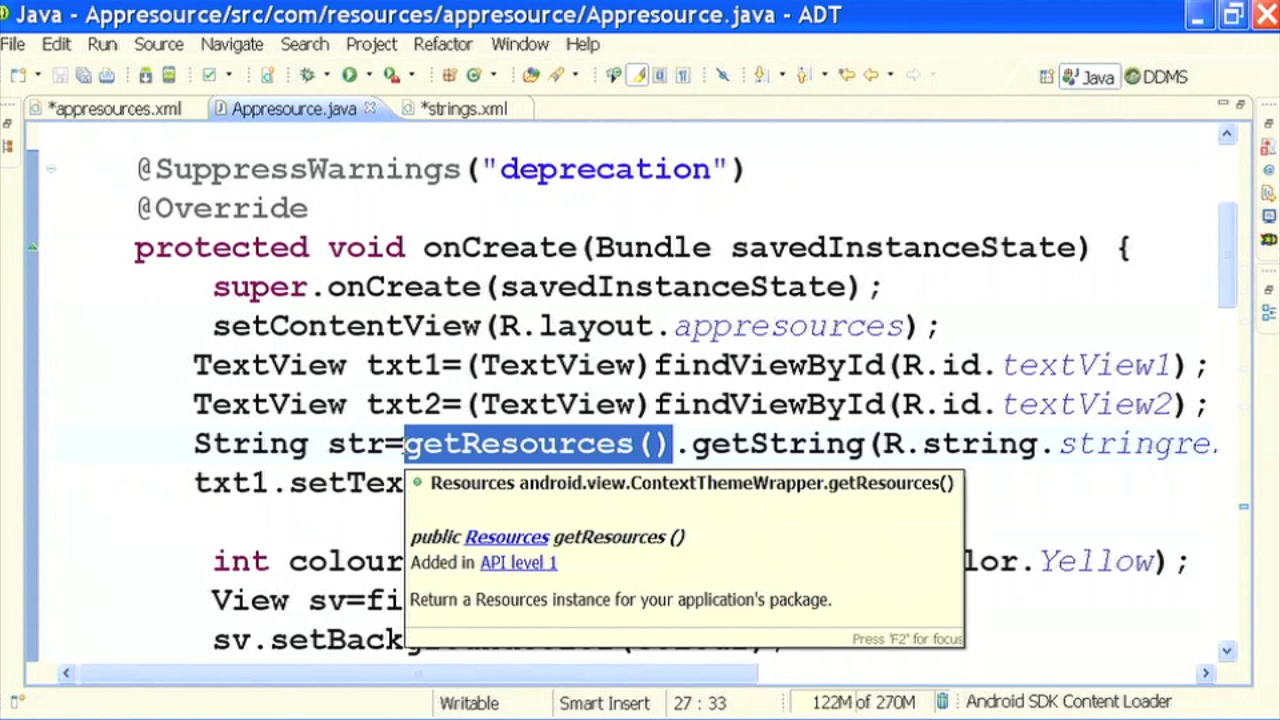 Java - Appresource/src/com/resources/appresource/Appresource.java - ADT
File Edit Run Source Navigate Search Project Refactor Window Help
Java DDMS
*appresources.xml Appresource.java *strings.xml
@SuppressWarnings("deprecation")
@Override
protected void onCreate(Bundle savedInstanceState) {
super.onCreate(savedInstanceState);
setContentView(R.layout.appresources);
TextView txt1=(TextView)findViewById(R.id.textView1);
TextView txt2=(TextView)findViewById(R.id.textView2);
String str=getResources().getString(R.string.stringre
txt1.setTex
Resources android.view.ContextThemeWrapper.getResources()
public Resources getResources ()
Added in API level 1
Return a Resources instance for your application's package.
Press 'F2' for focus
int colou lor.Yellow);
View sv=fi
sv.setBack
Writable Smart Insert 27 : 33 122M of 270M Android SDK Content Loader